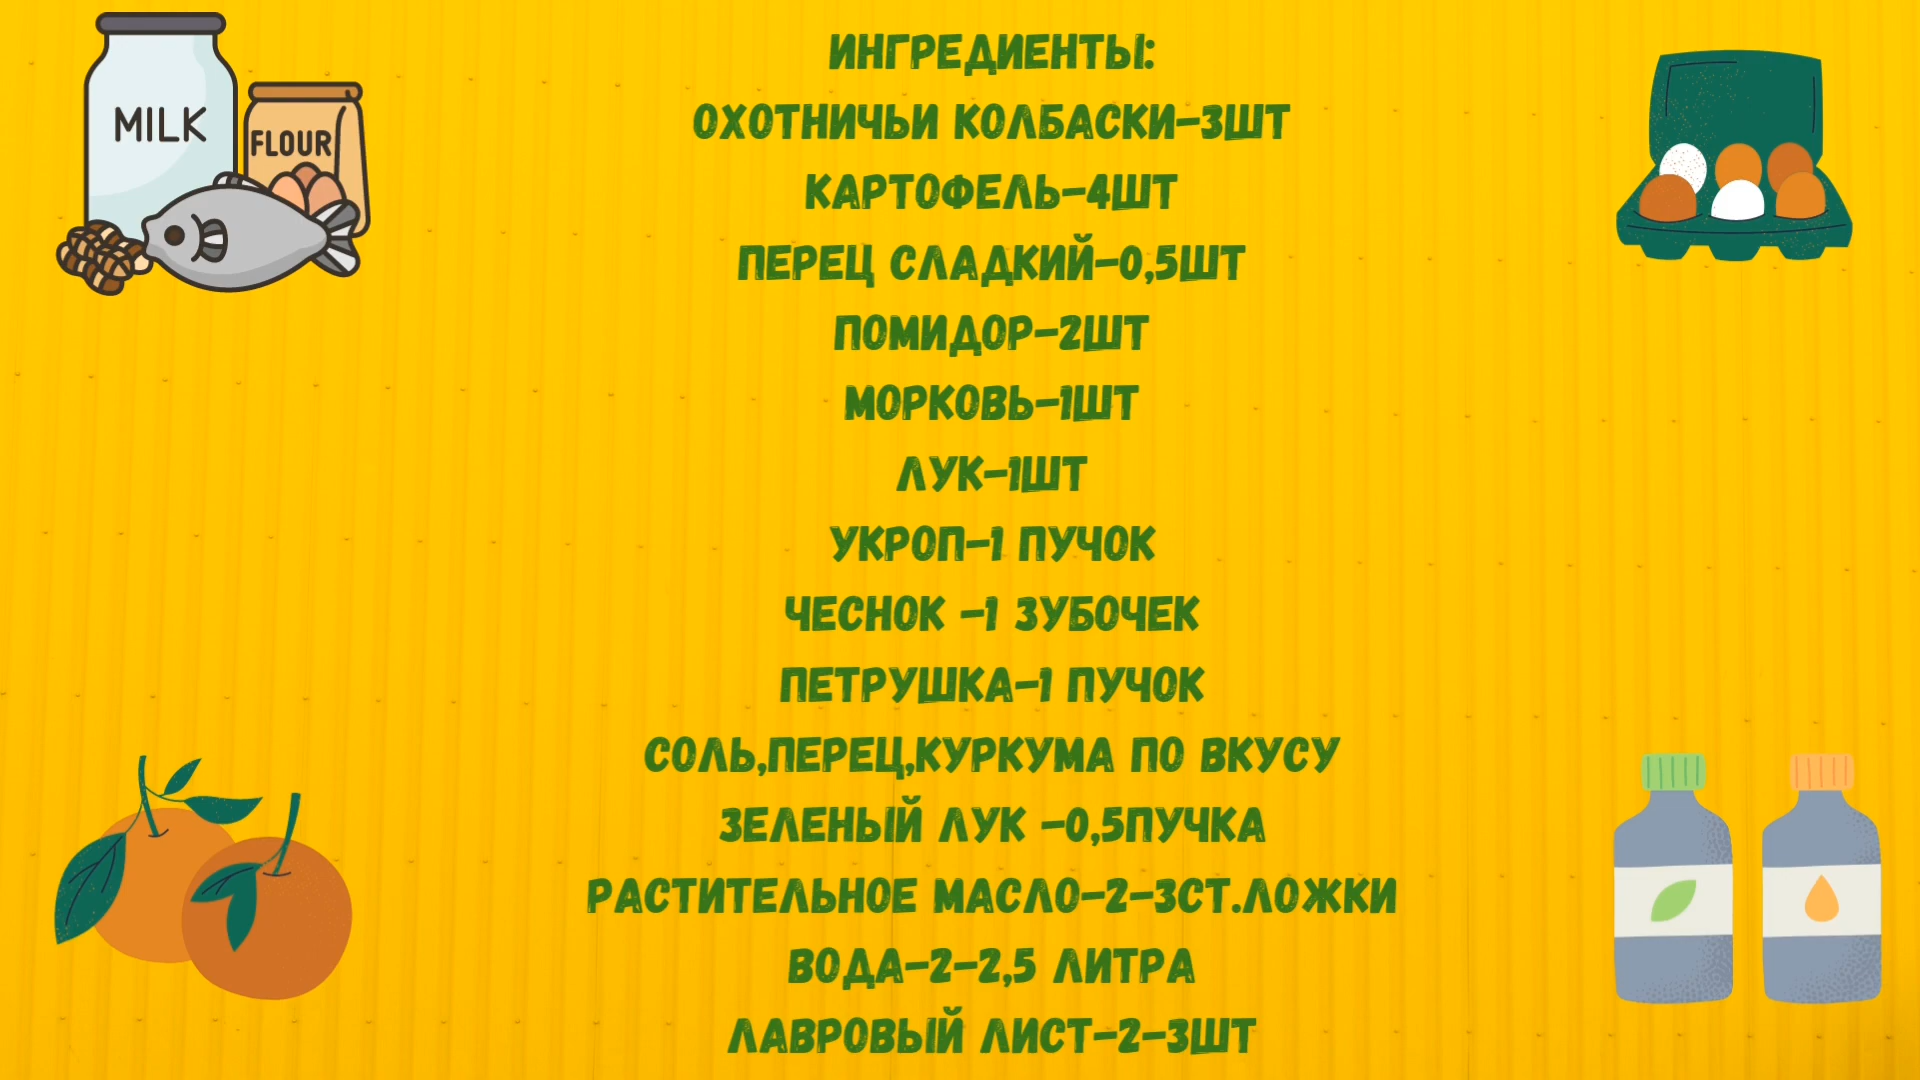 MILK
FLOUR
ИНГРЕДИЕНТЫ:
ОХОТНИЧЬИ КОЛБАСКИ-3ШТ
КАРТОФЕЛЬ-4ШТ
ПЕРЕЦ СЛАДКИЙ-0,5ШТ
ПОМИДОР-2ШТ
МОРКОВЬ-1ШТ
ЛУК-1ШТ
УКРОП-1 ПУЧОК
ЧЕСНОК -1 ЗУБОЧЕК
ПЕТРУШКА-1 ПУЧОК
СОЛЬ,ПЕРЕЦ,КУРКУМА ПО ВКУСУ
ЗЕЛЕНЫЙ ЛУК -0,5ПУЧКА
РАСТИТЕЛЬНОЕ МАСЛО-2-3СТ.ЛОЖКИ
ВОДА-2-2,5 ЛИТРА
ЛАВРОВЫЙ ЛИСТ-2-3ШТ